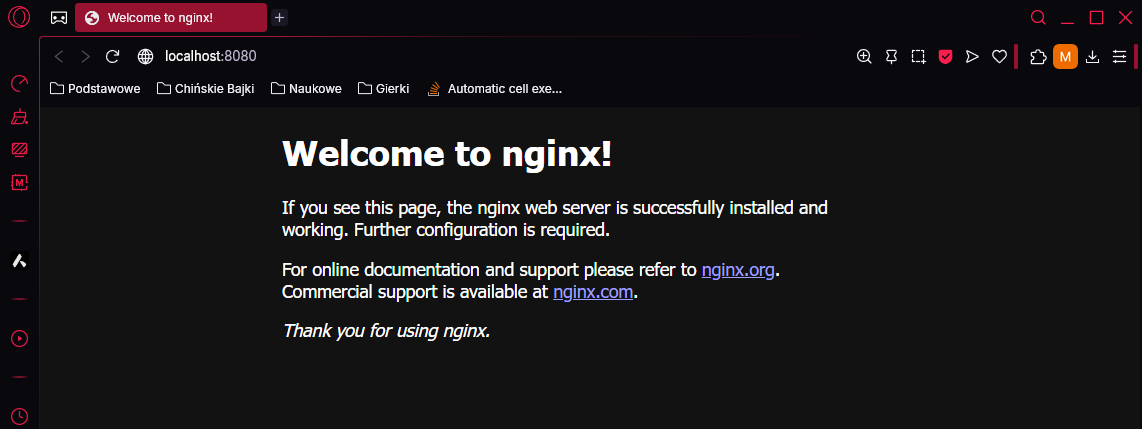 Welcome to nginx!
localhost:8080
M
M
Podstawowe
Chińskie Bajki
Naukowe
Gierki
Automatic cell exe...
Welcome to nginx!
If you see this page, the nginx web server is successfully installed and
working. Further configuration is required.
For online documentation and support please refer to nginx.org.
Commercial support is available at nginx.com.
Thank you for using nginx.